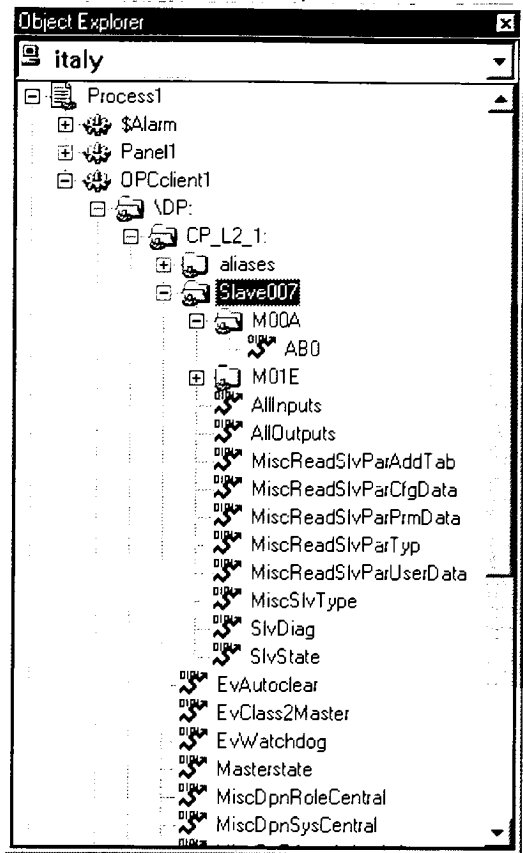 Object Explorer
italy
Process1
$Alarm
Panel1
OPCclient1
\DP:
CP_L2_1:
aliases
Slave007
M00A
AB0
M01E
AllInputs
AllOutputs
MiscReadSlvParAddTab
MiscReadSlvParCfgData
MiscReadSlvParPrmData
MiscReadSlvParTyp
MiscReadSlvParUserData
MiscSlvType
SlvDiag
SlvState
EvAutoclear
EvClass2Master
EvWatchdog
Masterstate
MiscDpnRoleCentral
MiscDpnSysCentral